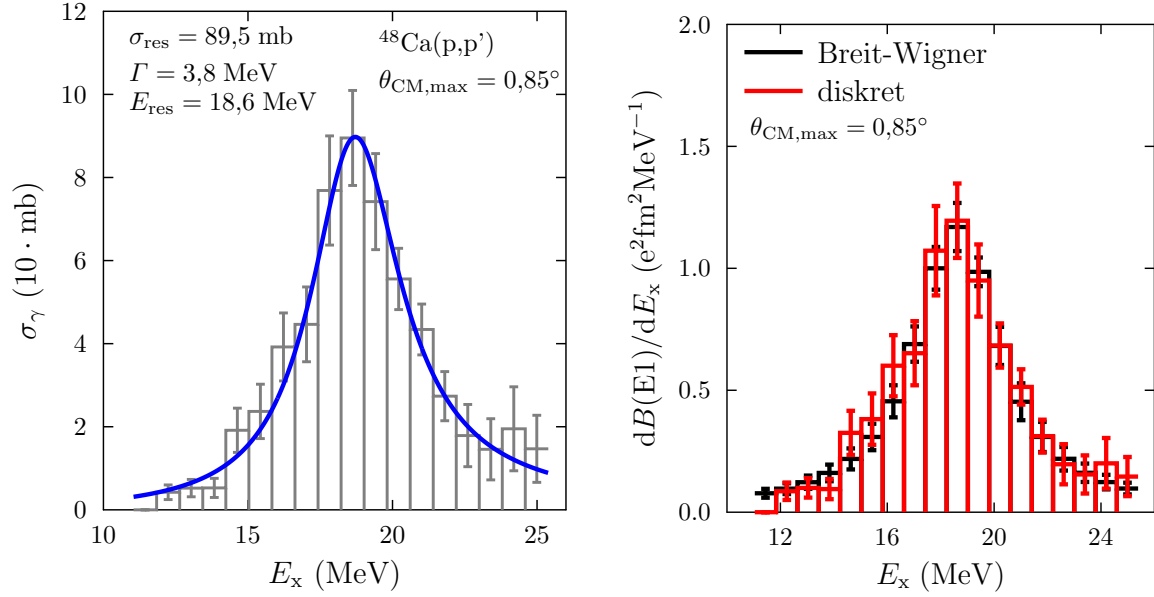 12
10
8
6
4
2
0
σγ (10 · mb)
σres = 89,5 mb
Γ = 3,8 MeV
Eres = 18,6 MeV
⁴⁸Ca(p,p’)
θCM,max = 0,85°
10
15
20
25
Ex (MeV)
2.0
1.5
1.0
0.5
0.0
dB(E1)/dEx (e²fm²MeV⁻¹)
Breit-Wigner
diskret
θCM,max = 0,85°
12
16
20
24
Ex (MeV)